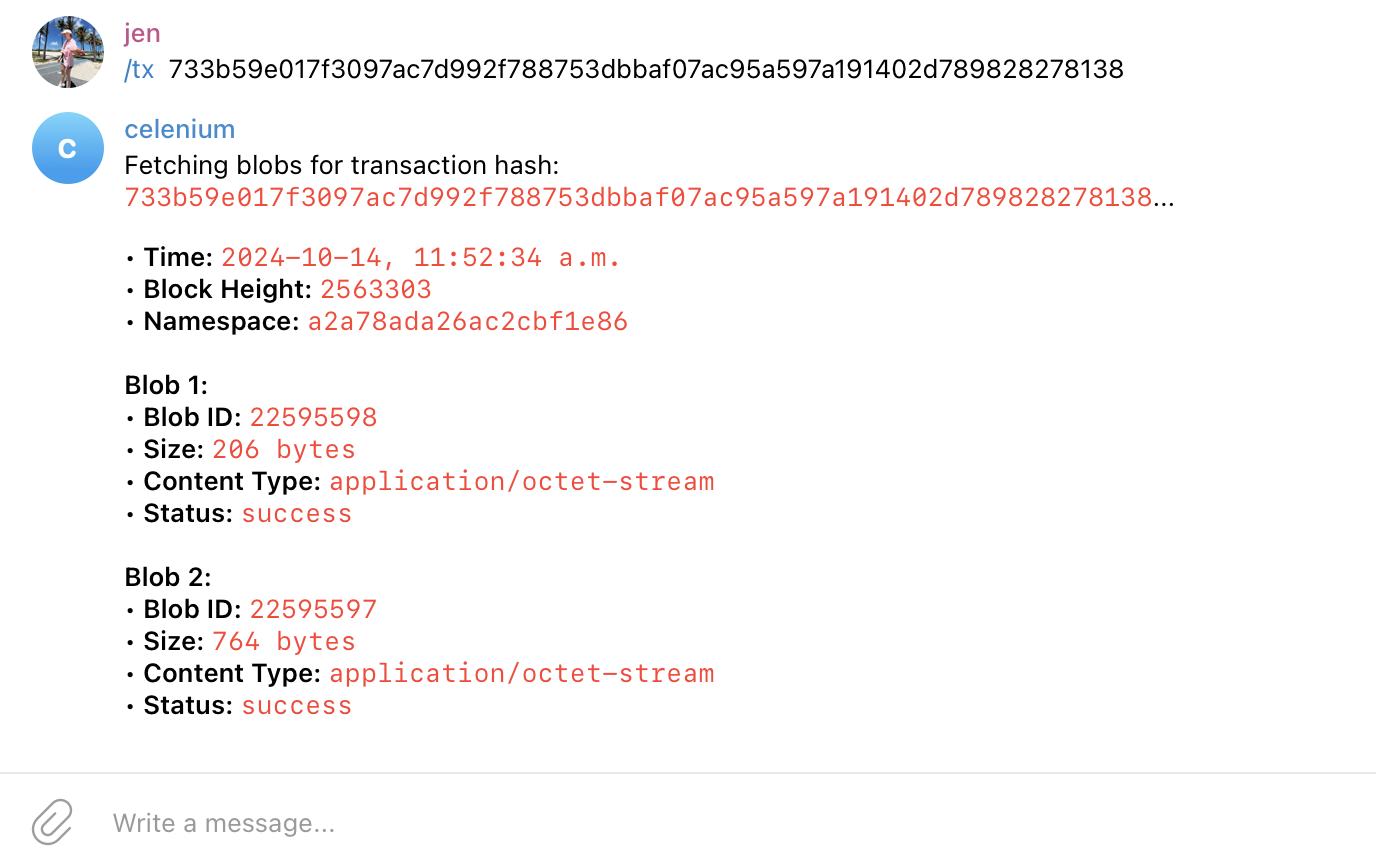 jen
/tx 733b59e017f3097ac7d992f788753dbbaf07ac95a597a191402d789828278138
C
celenium
Fetching blobs for transaction hash:
733b59e017f3097ac7d992f788753dbbaf07ac95a597a191402d789828278138...
• Time: 2024-10-14, 11:52:34 a.m.
• Block Height: 2563303
• Namespace: a2a78ada26ac2cbf1e86
Blob 1:
• Blob ID: 22595598
• Size: 206 bytes
• Content Type: application/octet-stream
• Status: success
Blob 2:
• Blob ID: 22595597
• Size: 764 bytes
• Content Type: application/octet-stream
• Status: success
Write a message...